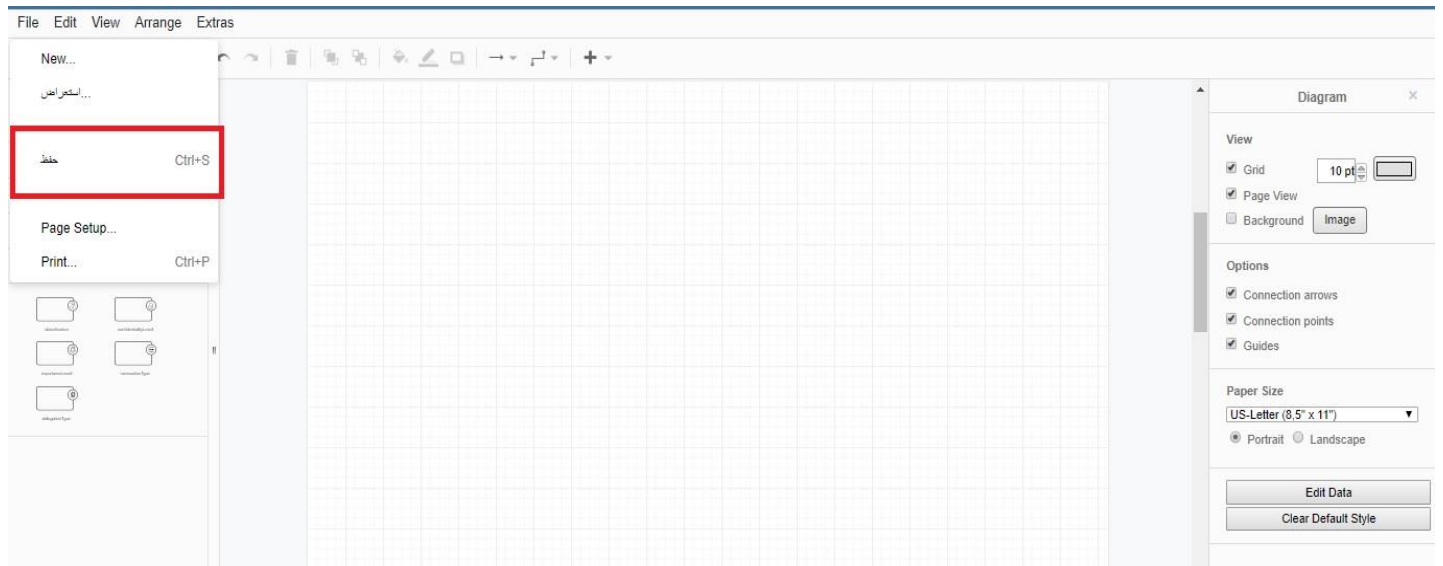 File Edit View Arrange Extras
New...
استعراض...
حفظ Ctrl+S
Page Setup...
Print... Ctrl+P
Diagram
View
Grid 10 pt
Page View
Background Image
Options
Connection arrows
Connection points
Guides
Paper Size
US-Letter (8,5" x 11")
Portrait Landscape
Edit Data
Clear Default Style